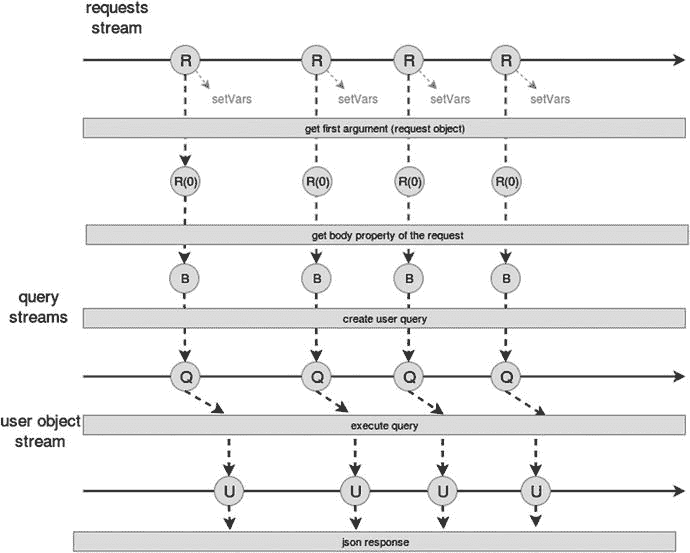 requests
stream
R R R R
setVars setVars setVars setVars
get first argument (request object)
R(0) R(0) R(0) R(0)
get body property of the request
B B B B
query
streams
create user query
Q Q Q Q
user object
stream
execute query
U U U U
json response